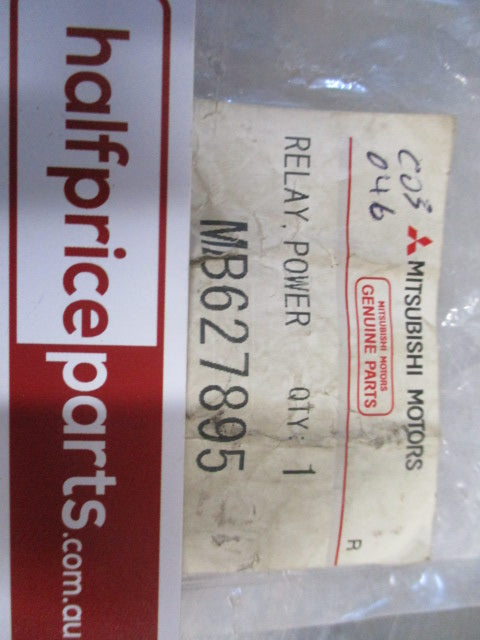 C03
046
MITSUBISHI MOTORS
MITSUBISHI MOTORS
GENUINE PARTS
R
RELAY, POWER QTY: 1
MB627895
halfpriceparts.com.au